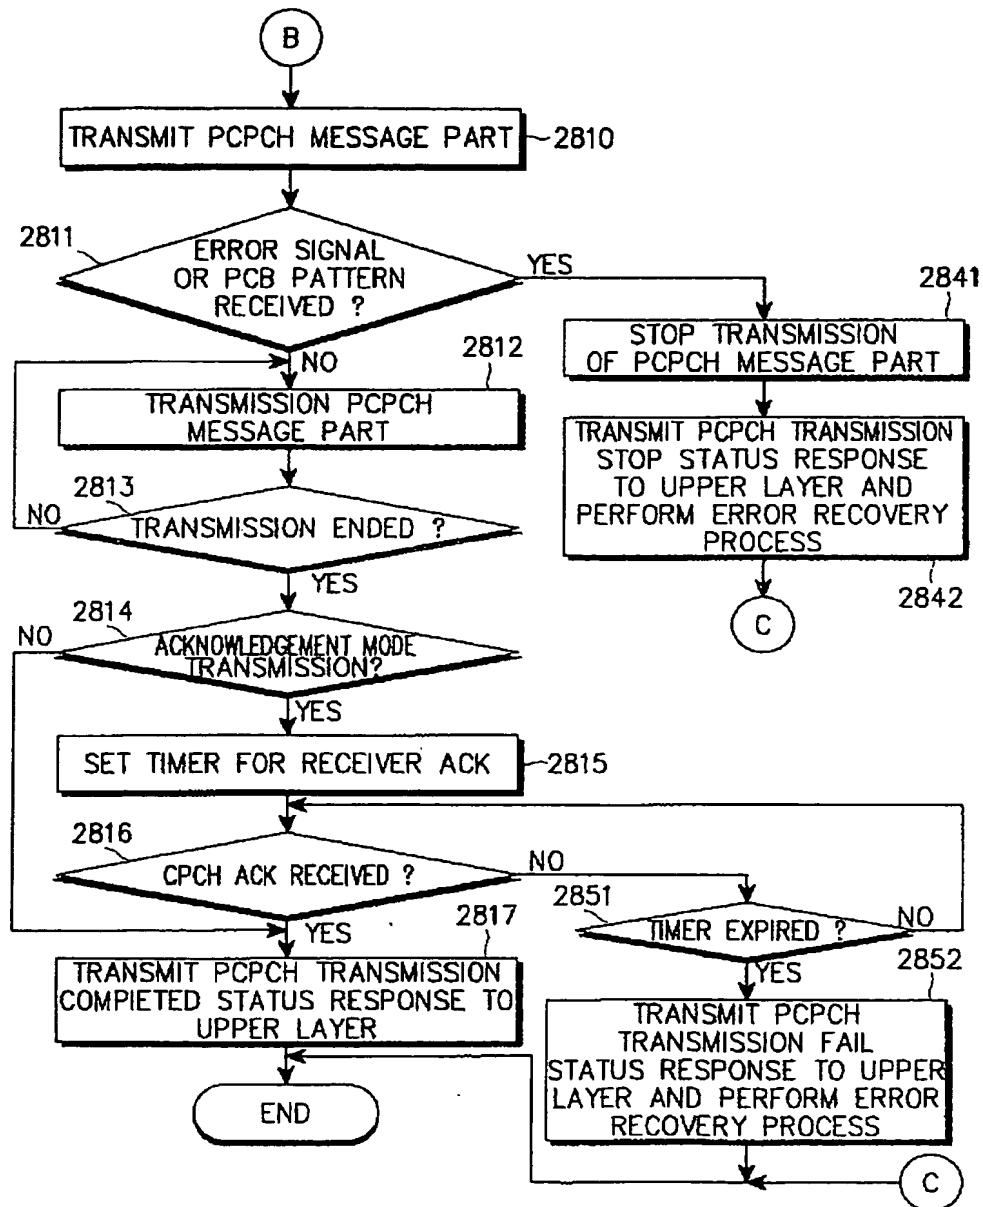 B
TRANSMIT PCPCH MESSAGE PART
2810
2811
ERROR SIGNAL
OR PCB PATTERN
RECEIVED ?
YES
NO
2841
STOP TRANSMISSION
OF PCPCH MESSAGE PART
2812
TRANSMISSION PCPCH
MESSAGE PART
TRANSMIT PCPCH TRANSMISSION
STOP STATUS RESPONSE
TO UPPER LAYER AND
PERFORM ERROR RECOVERY
PROCESS
2842
C
2813
NO
TRANSMISSION ENDED ?
YES
2814
NO
ACKNOWLEDGEMENT MODE
TRANSMISSION?
YES
SET TIMER FOR RECEIVER ACK
2815
2816
CPCH ACK RECEIVED ?
NO
YES
2851
TIMER EXPIRED ?
NO
YES
2817
TRANSMIT PCPCH TRANSMISSION
COMPIETED STATUS RESPONSE TO
UPPER LAYER
2852
TRANSMIT PCPCH
TRANSMISSION FAIL
STATUS RESPONSE TO UPPER
LAYER AND PERFORM ERROR
RECOVERY PROCESS
END
C